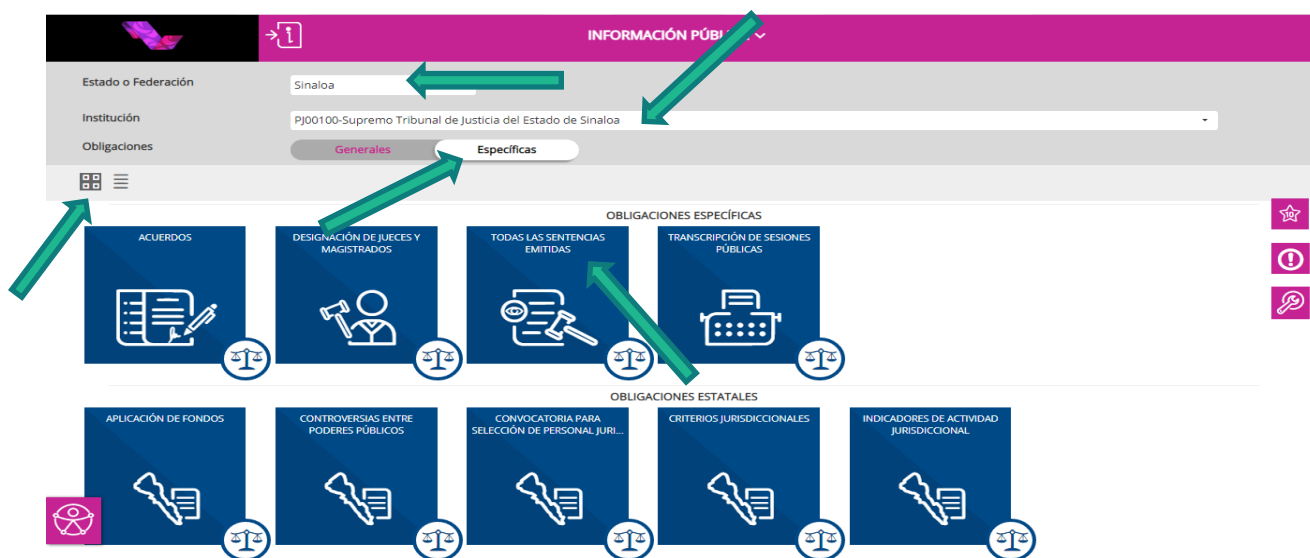 INFORMACIÓN PÚBLICA
Estado o Federación
Sinaloa
Institución
PJ00100-Supremo Tribunal de Justicia del Estado de Sinaloa
Obligaciones
Generales
Específicas
OBLIGACIONES ESPECÍFICAS
ACUERDOS
DESIGNACIÓN DE JUECES Y
MAGISTRADOS
TODAS LAS SENTENCIAS
EMITIDAS
TRANSCRIPCIÓN DE SESIONES
PÚBLICAS
OBLIGACIONES ESTATALES
APLICACIÓN DE FONDOS
CONTROVERSIAS ENTRE
PODERES PÚBLICOS
CONVOCATORIA PARA
SELECCIÓN DE PERSONAL JURI...
CRITERIOS JURISDICCIONALES
INDICADORES DE ACTIVIDAD
JURISDICCIONAL